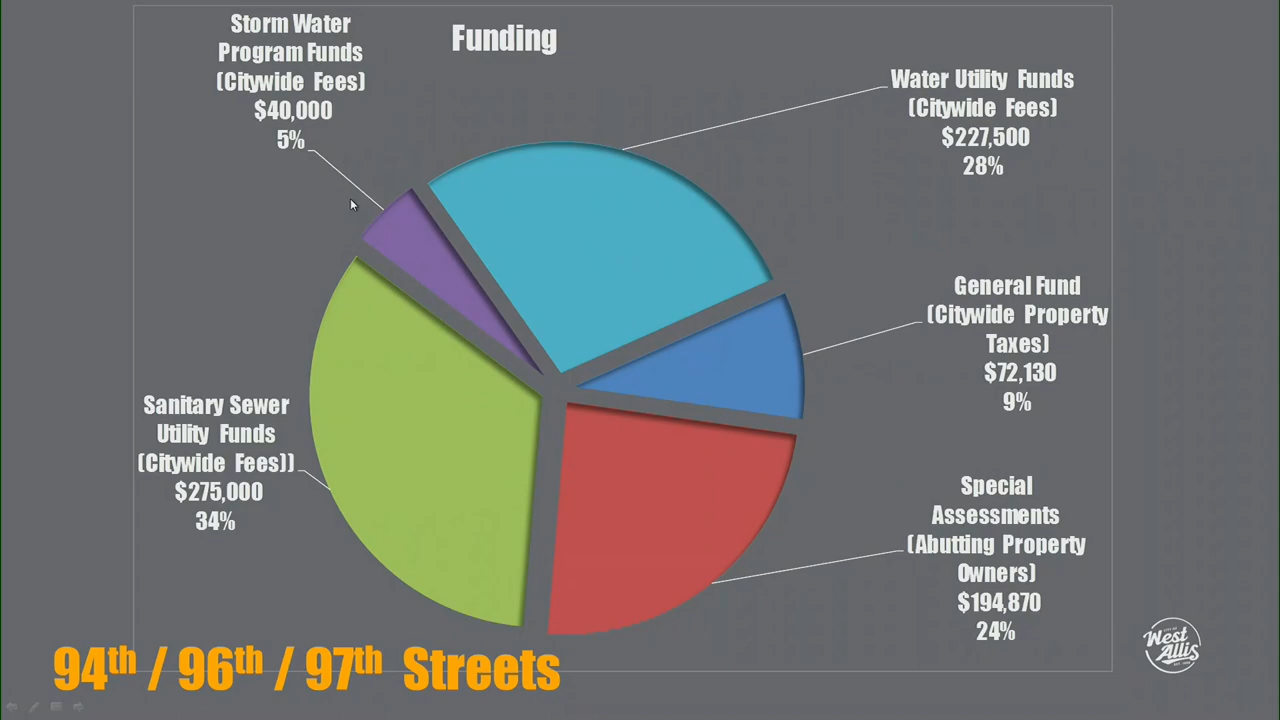 Funding
Storm Water
Program Funds
(Citywide Fees)
$40,000
5%
Water Utility Funds
(Citywide Fees)
$227,500
28%
General Fund
(Citywide Property
Taxes)
$72,130
9%
Sanitary Sewer
Utility Funds
(Citywide Fees))
$275,000
34%
Special
Assessments
(Abutting Property
Owners)
$194,870
24%
94th / 96th / 97th Streets
West
Allis